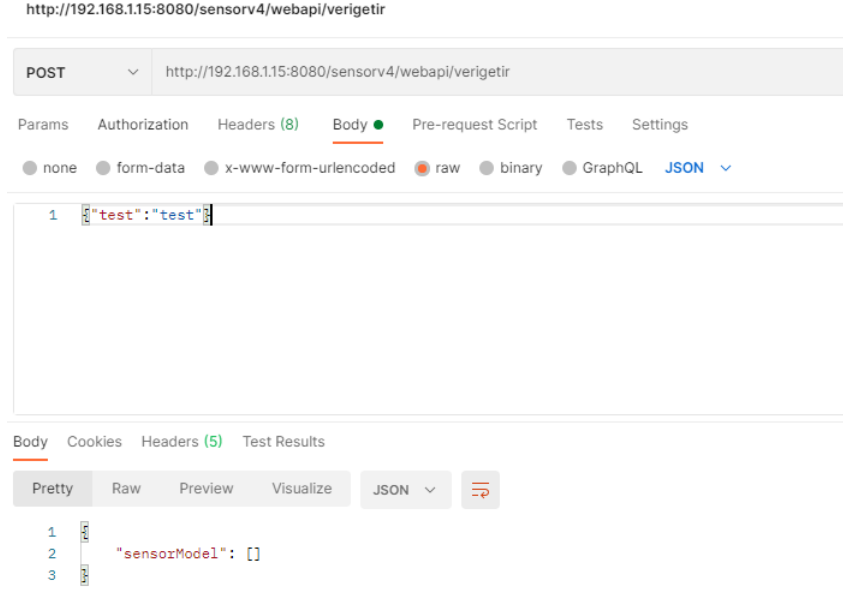 http://192.168.1.15:8080/sensorv4/webapi/verigetir
POST http://192.168.1.15:8080/sensorv4/webapi/verigetir
Params Authorization Headers (8) Body Pre-request Script Tests Settings
none form-data x-www-form-urlencoded raw binary GraphQL JSON
1 {"test":"test"}
Body Cookies Headers (5) Test Results
Pretty Raw Preview Visualize JSON
1 {
2 "sensorModel": []
3 }